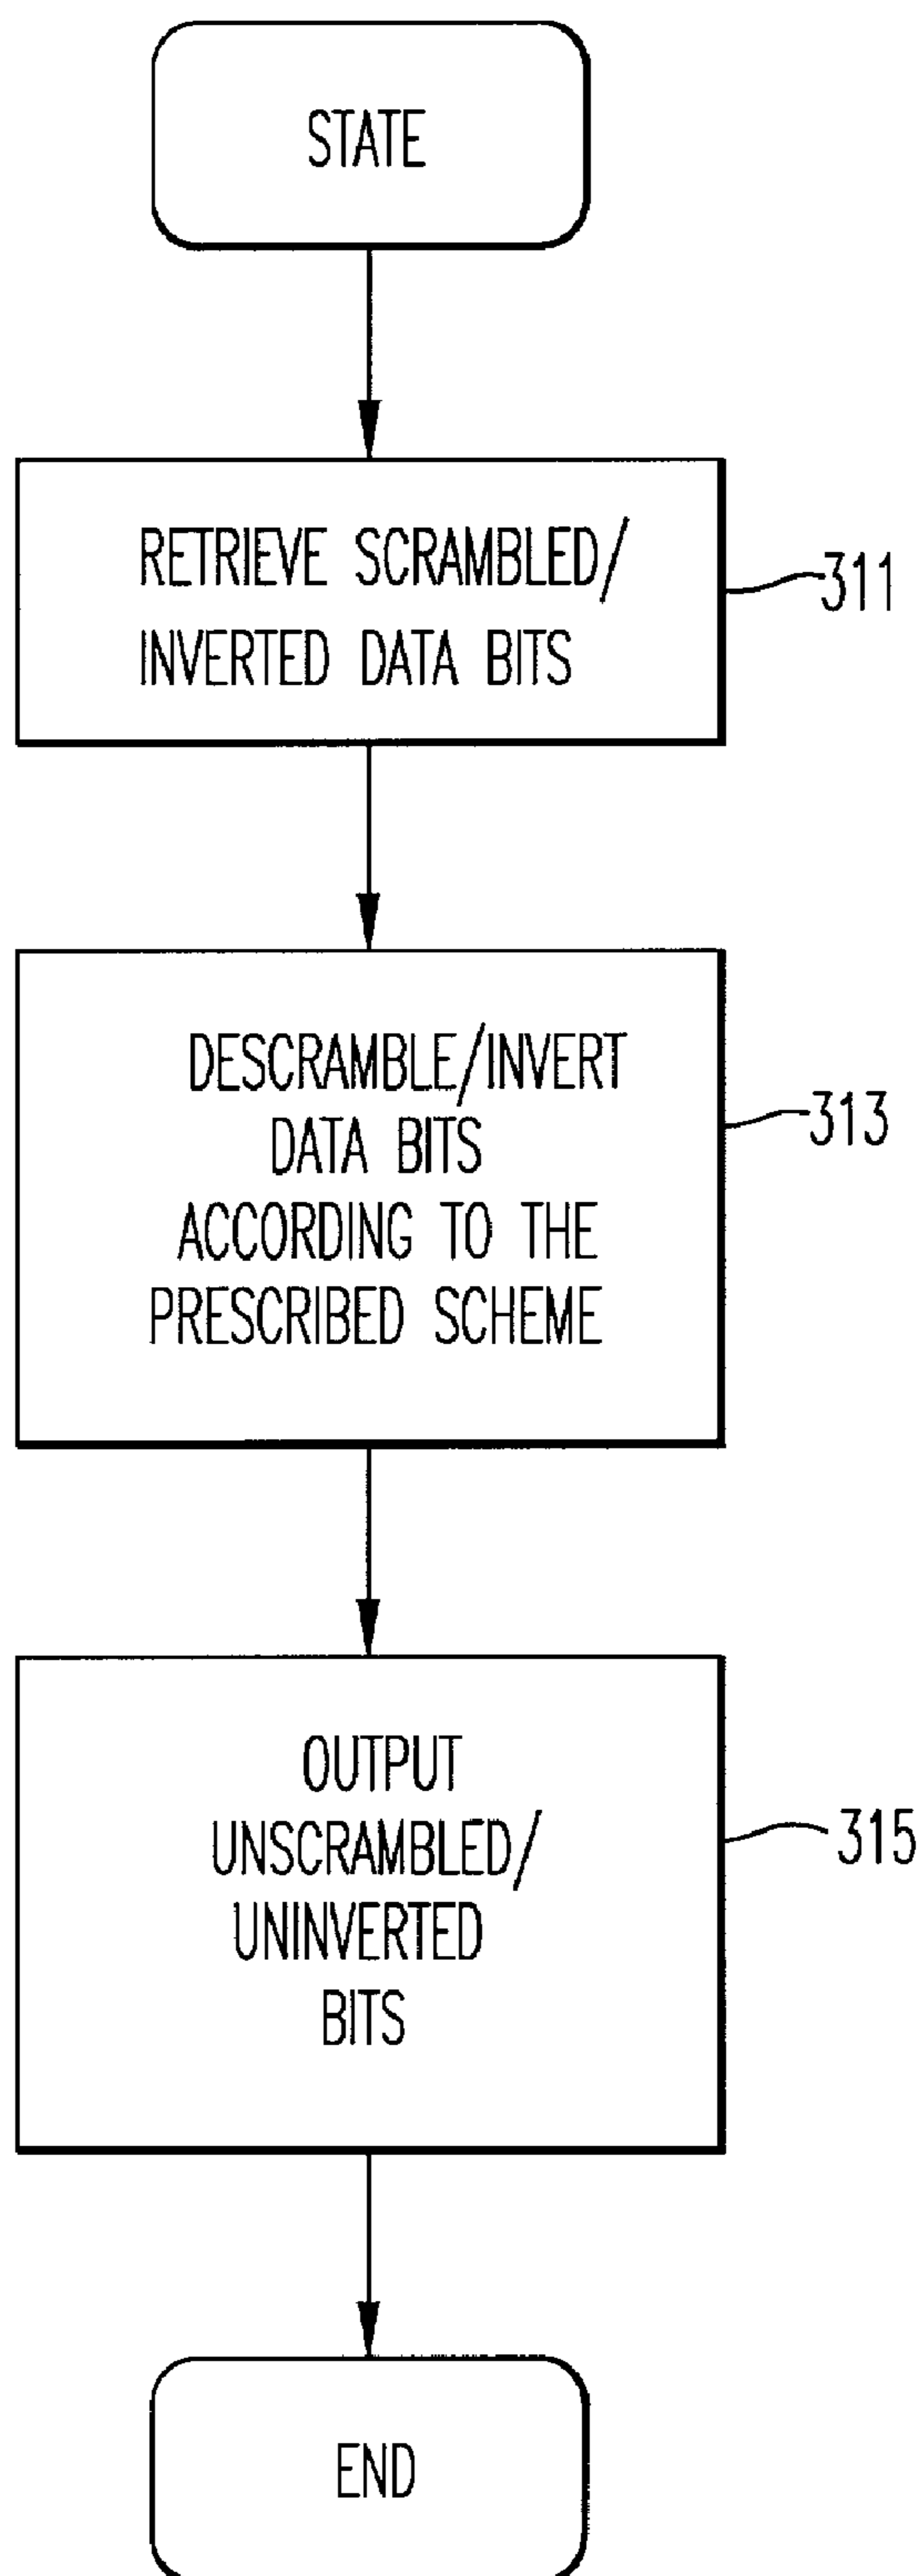 STATE
RETRIEVE SCRAMBLED/
INVERTED DATA BITS
311
DESCRAMBLE/INVERT
DATA BITS
ACCORDING TO THE
PRESCRIBED SCHEME
313
OUTPUT
UNSCRAMBLED/
UNINVERTED
BITS
315
END